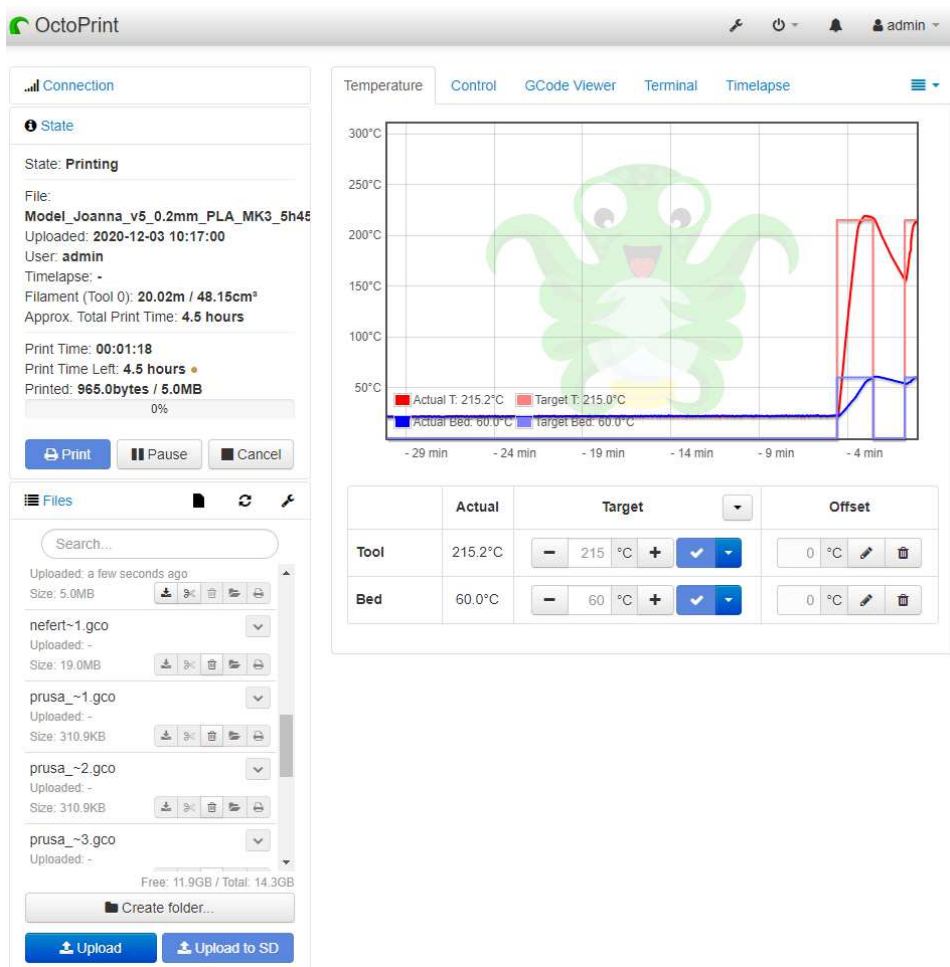 OctoPrint
admin
Connection
State
State: Printing
File:
Model_Joanna_v5_0.2mm_PLA_MK3_5h45
Uploaded: 2020-12-03 10:17:00
User: admin
Timelapse: -
Filament (Tool 0): 20.02m / 48.15cm³
Approx. Total Print Time: 4.5 hours
Print Time: 00:01:18
Print Time Left: 4.5 hours
Printed: 965.0bytes / 5.0MB
0%
Print Pause Cancel
Files
Search...
Uploaded: a few seconds ago
Size: 5.0MB
nefert~1.gco
Uploaded: -
Size: 19.0MB
prusa_~1.gco
Uploaded: -
Size: 310.9KB
prusa_~2.gco
Uploaded: -
Size: 310.9KB
prusa_~3.gco
Uploaded: -
Free: 11.9GB / Total: 14.3GB
Create folder...
Upload Upload to SD
Temperature Control GCode Viewer Terminal Timelapse
300°C
250°C
200°C
150°C
100°C
50°C
Actual T: 215.2°C Target T: 215.0°C
Actual Bed: 60.0°C Target Bed: 60.0°C
- 29 min - 24 min - 19 min - 14 min - 9 min - 4 min
Actual Target Offset
Tool 215.2°C 215 °C 0 °C
Bed 60.0°C 60 °C 0 °C